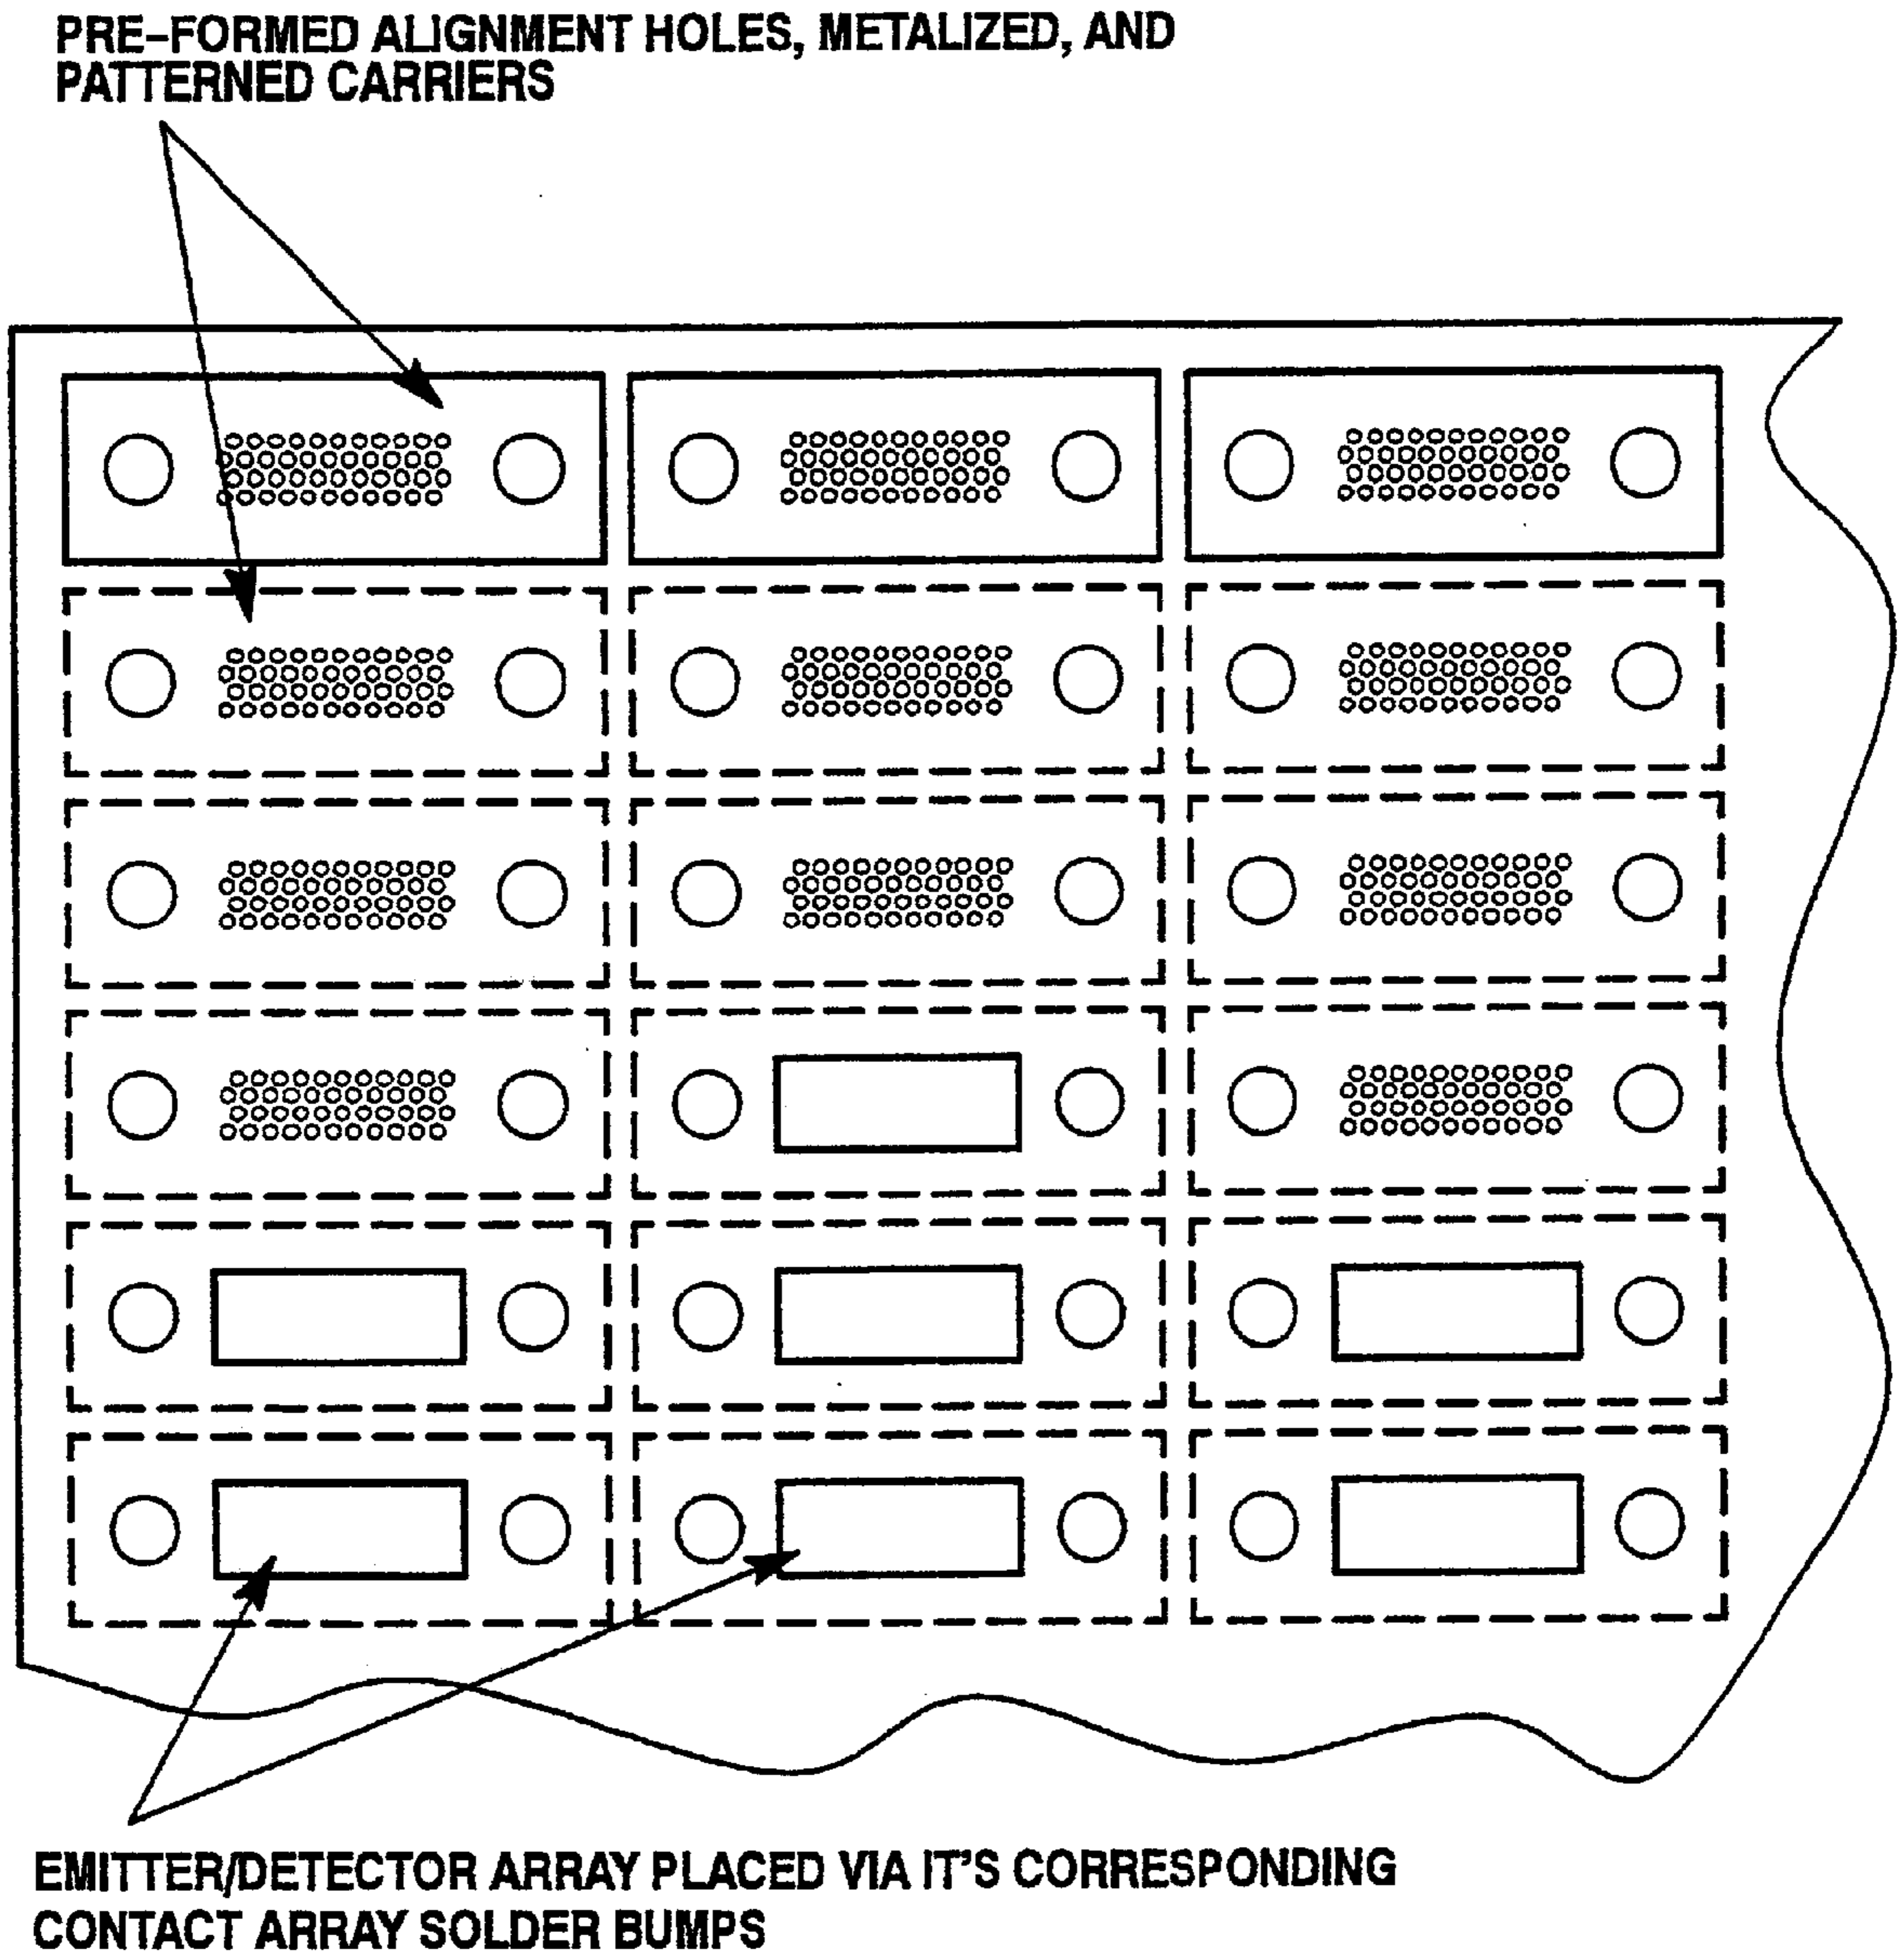 PRE-FORMED ALIGNMENT HOLES, METALIZED, AND
PATTERNED CARRIERS
EMITTER/DETECTOR ARRAY PLACED VIA IT'S CORRESPONDING
CONTACT ARRAY SOLDER BUMPS